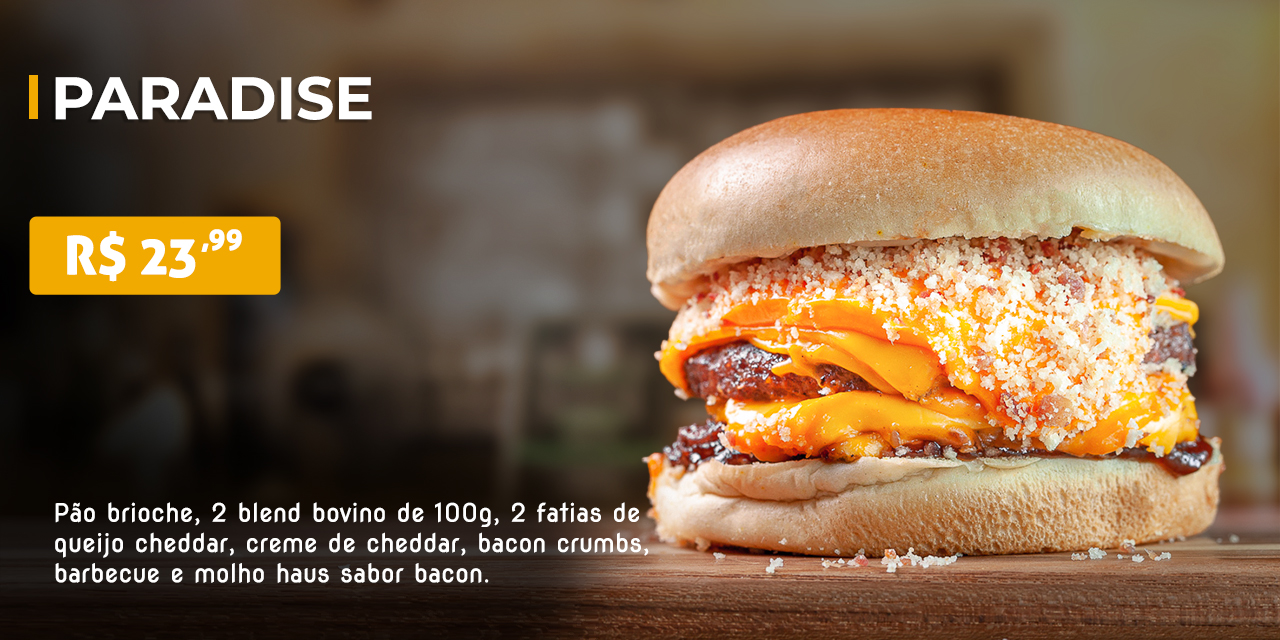 PARADISE
R$ 23,99
Pão brioche, 2 blend bovino de 100g, 2 fatias de
queijo cheddar, creme de cheddar, bacon crumbs,
barbecue e molho haus sabor bacon.